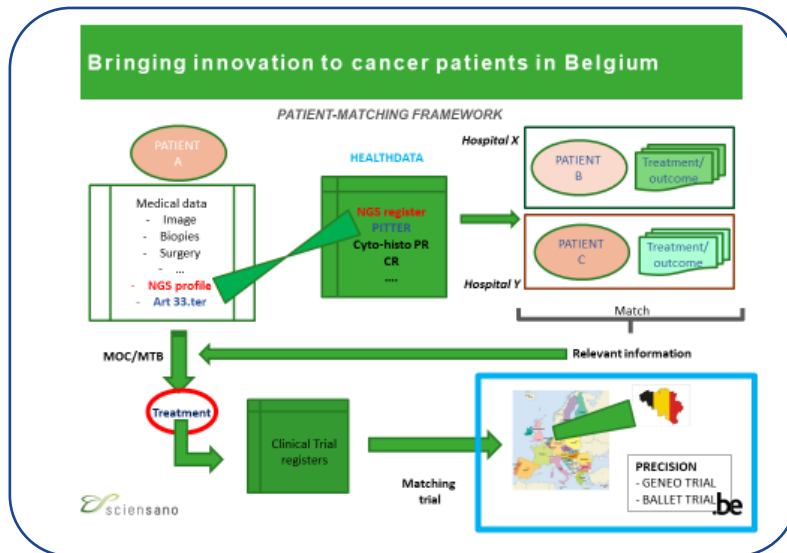 Bringing innovation to cancer patients in Belgium
PATIENT-MATCHING FRAMEWORK
PATIENT
A
Medical data
- Image
- Biopies
- Surgery
- ...
- NGS profile
- Art 33.ter
HEALTHDATA
NGS register
PITTER
Cyto-histo PR
CR
....
Hospital X
PATIENT
B
Treatment/
outcome
PATIENT
C
Treatment/
outcome
Hospital Y
Match
MOC/MTB
Relevant information
Treatment
Clinical Trial
registers
Matching
trial
PRECISION
- GENEO TRIAL
- BALLET TRIAL
sciensano
.be